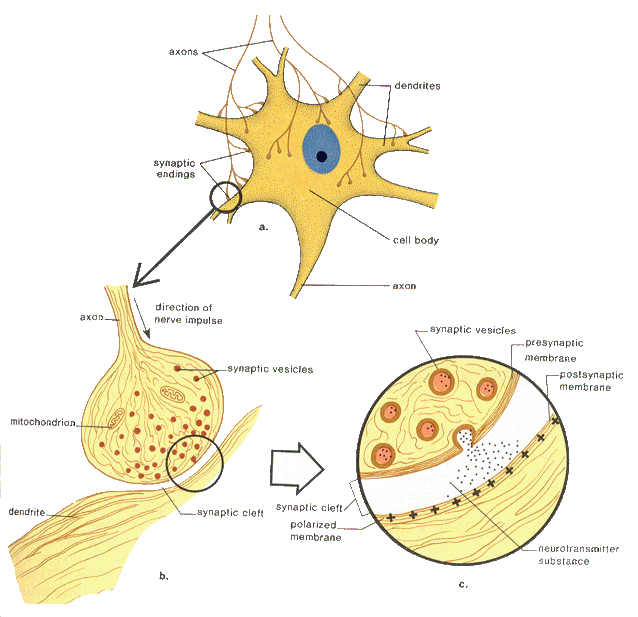 axons
dendrites
synaptic
endings
a.
cell body
axon
direction of
nerve impulse
axon
synaptic vesicles
mitochondrion
dendrite
synaptic cleft
b.
synaptic vesicles
presynaptic
membrane
postsynaptic
membrane
synaptic cleft
polarized
membrane
neurotransmitter
substance
c.